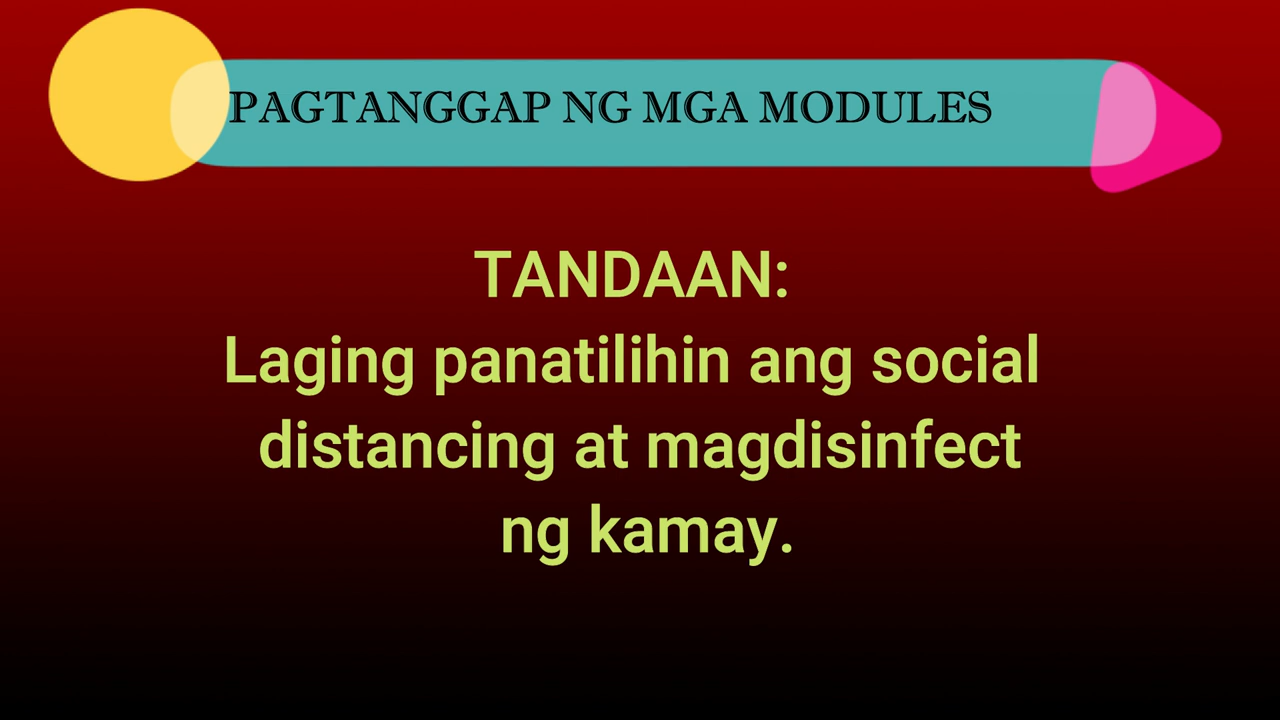 PAGTANGGAP NG MGA MODULES
TANDAAN:
Laging panatilihin ang social
distancing at magdisinfect
ng kamay.